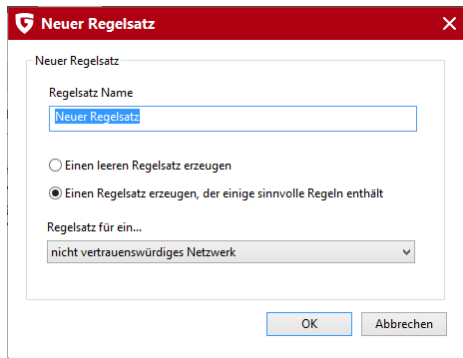 Neuer Regelsatz
Neuer Regelsatz
Regelsatz Name
Neuer Regelsatz
Einen leeren Regelsatz erzeugen
Einen Regelsatz erzeugen, der einige sinnvolle Regeln enthält
Regelsatz für ein...
nicht vertrauenswürdiges Netzwerk
OK Abbrechen